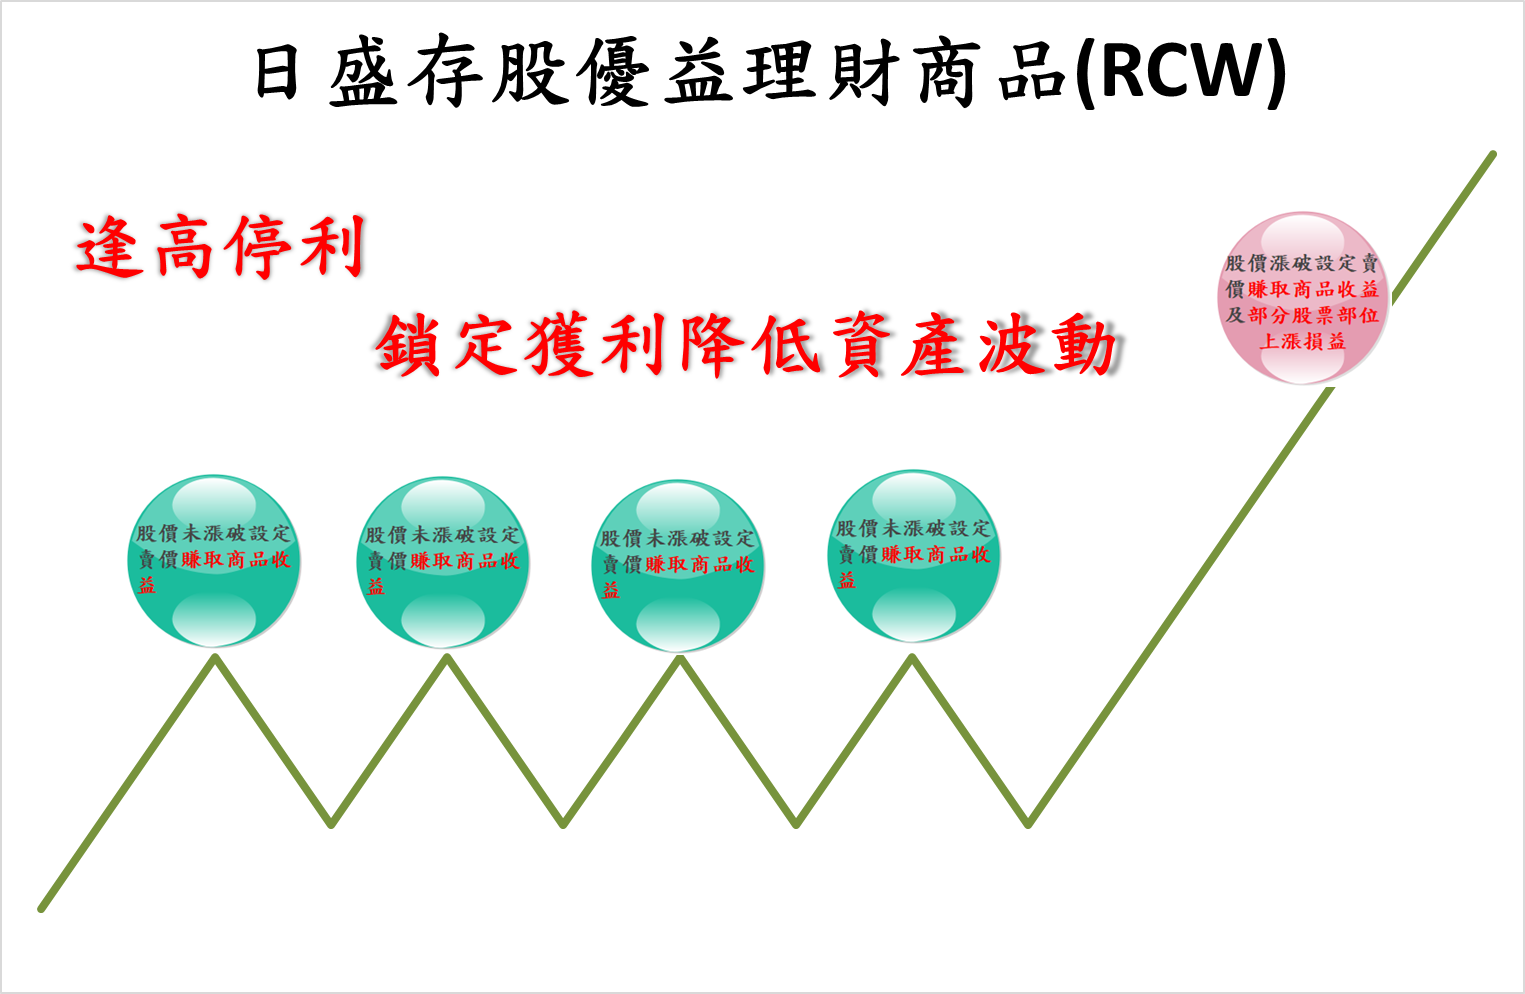 日盛存股優益理財商品(RCW)
逢高停利
鎖定獲利降低資產波動
股價漲破設定賣
價賺取商品收益
及部分股票部位
上漲損益
股價未漲破設定
賣價賺取商品收
益
股價未漲破設定
賣價賺取商品收
益
股價未漲破設定
賣價賺取商品收
益
股價未漲破設定
賣價賺取商品收
益